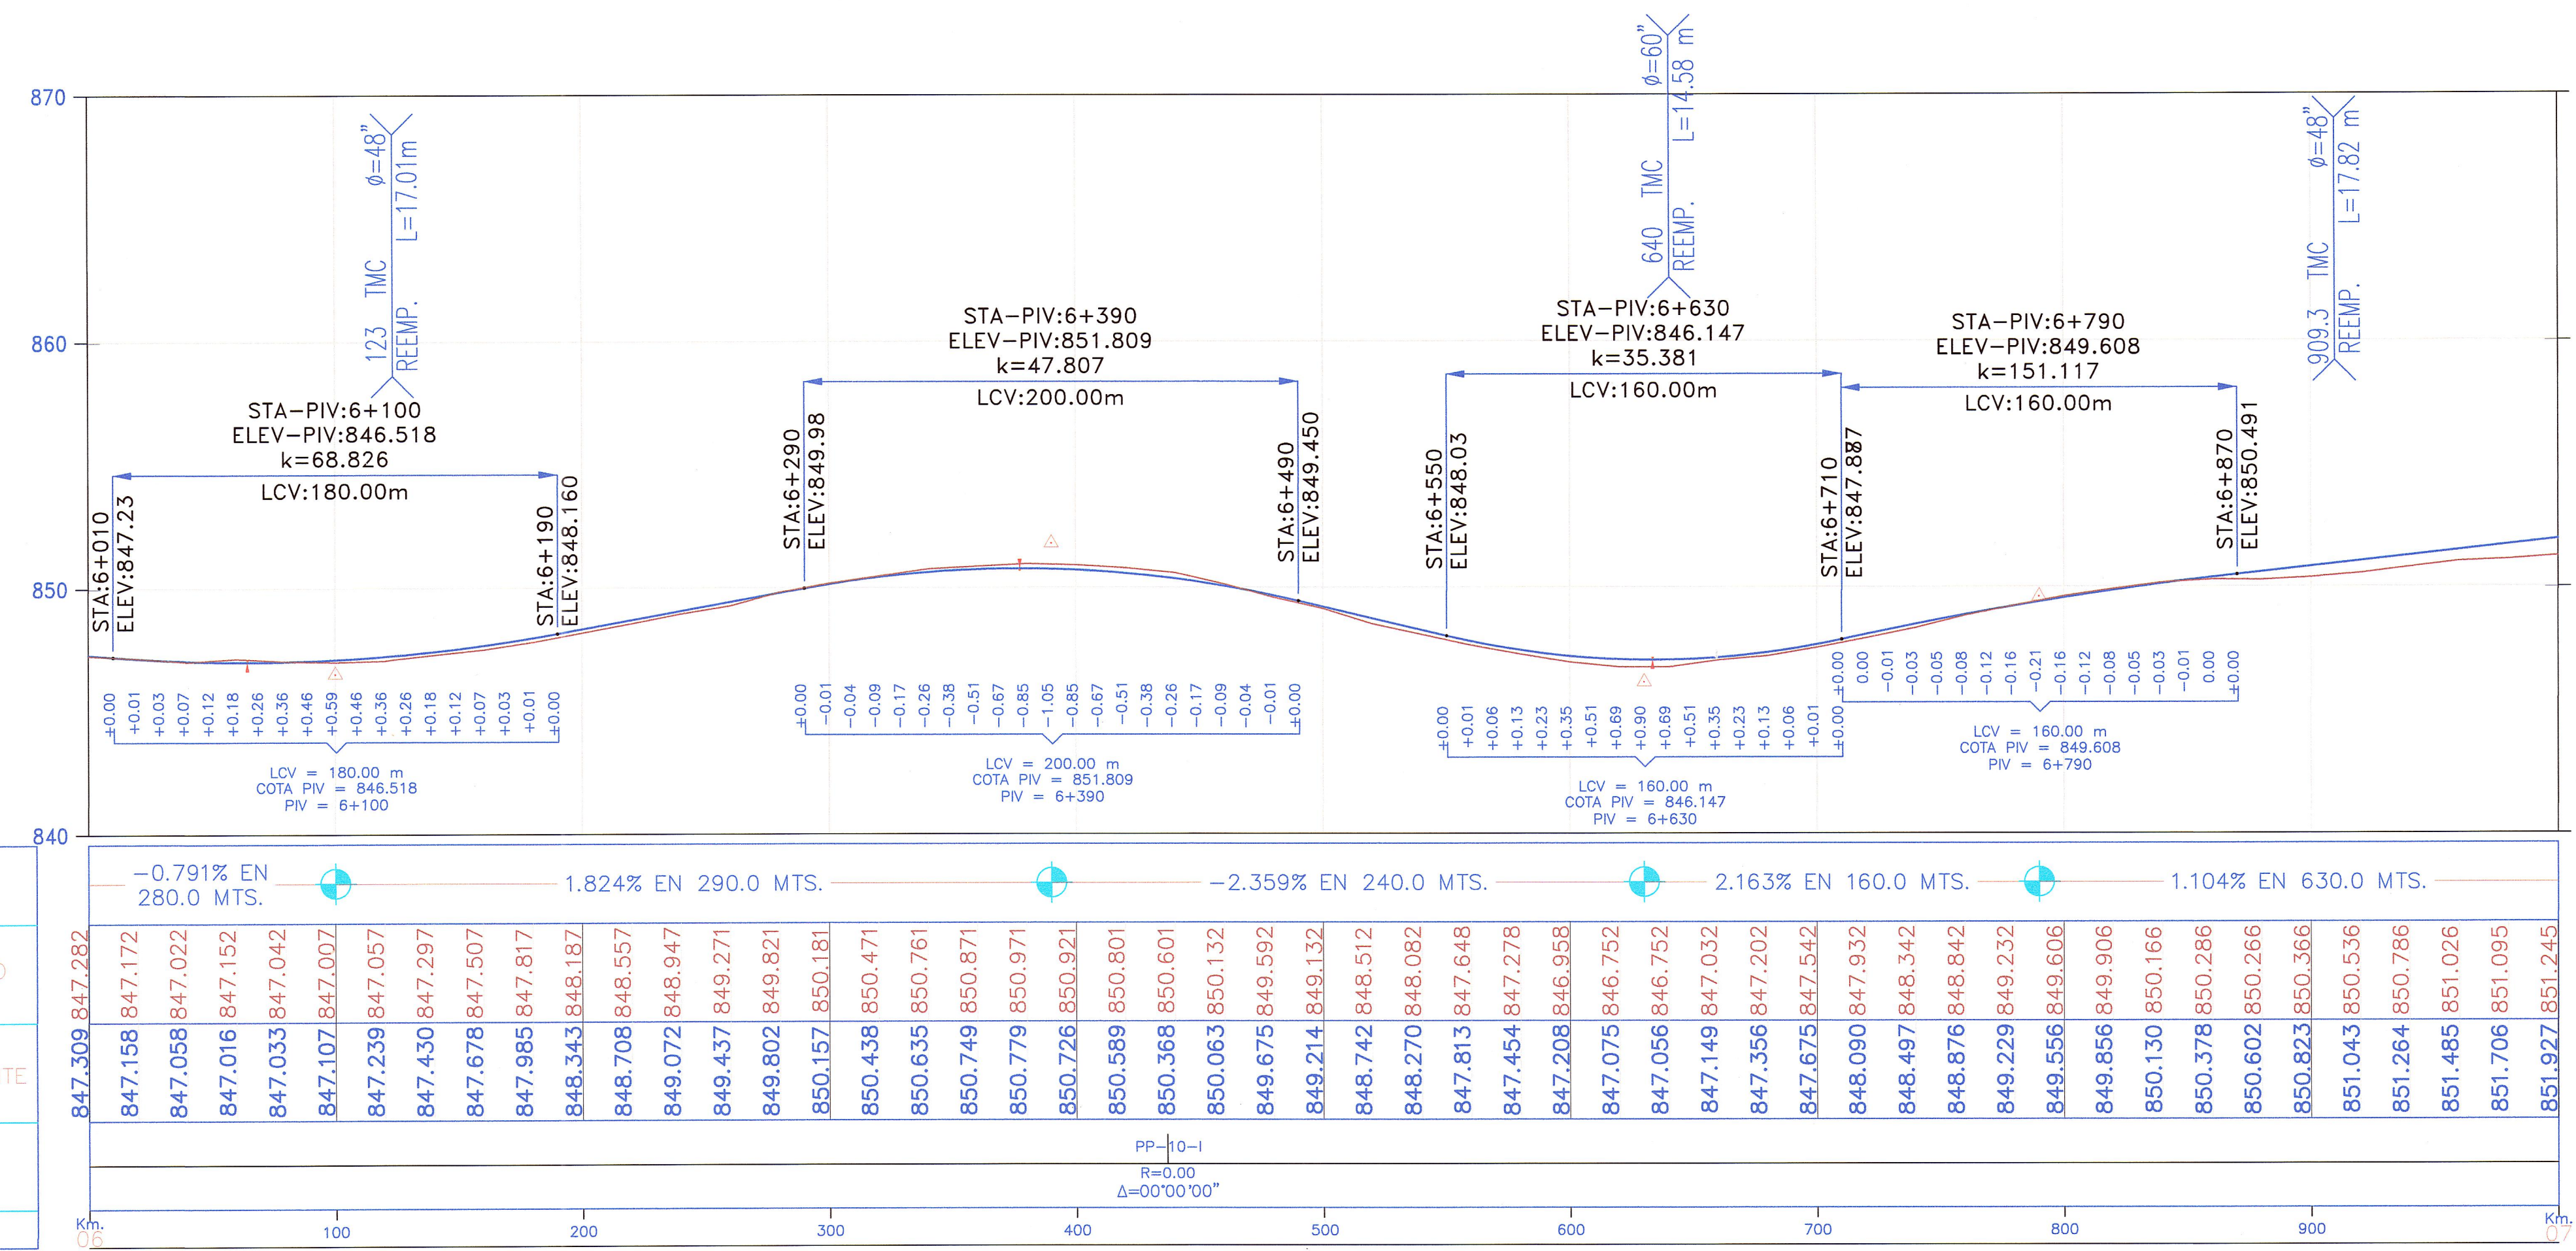 870
860
850
840
123 TMC ø=48"
REEMP. L=17.01m
640 TMC ø=60"
REEMP. L=14.58 m
909.3 TMC ø=48"
REEMP. L=17.82 m
STA-PIV:6+100
ELEV-PIV:846.518
k=68.826
LCV:180.00m
STA-PIV:6+390
ELEV-PIV:851.809
k=47.807
LCV:200.00m
STA-PIV:6+630
ELEV-PIV:846.147
k=35.381
LCV:160.00m
STA-PIV:6+790
ELEV-PIV:849.608
k=151.117
LCV:160.00m
STA:6+010
ELEV:847.23
STA:6+190
ELEV:848.160
STA:6+290
ELEV:849.98
STA:6+490
ELEV:849.450
STA:6+550
ELEV:848.03
STA:6+710
STA:6+870
ELEV:850.491
±0.00 +0.01 +0.03 +0.07 +0.12 +0.18 +0.26 +0.36 +0.46 +0.59 +0.46 +0.36 +0.26 +0.18 +0.12 +0.07 +0.03 +0.01 ±0.00
LCV = 180.00 m
COTA PIV = 846.518
PIV = 6+100
±0.00 -0.01 -0.04 -0.09 -0.17 -0.26 -0.38 -0.51 -0.67 -0.85 -1.05 -0.85 -0.67 -0.51 -0.38 -0.26 -0.17 -0.09 -0.04 -0.01 ±0.00
LCV = 200.00 m
COTA PIV = 851.809
PIV = 6+390
±0.00 +0.01 +0.06 +0.13 +0.23 +0.35 +0.51 +0.69 +0.90 +0.69 +0.51 +0.35 +0.23 +0.13 +0.06 +0.01 ±0.00
LCV = 160.00 m
COTA PIV = 846.147
PIV = 6+630
±0.00 0.00 -0.01 -0.03 -0.05 -0.08 -0.12 -0.16 -0.21 -0.16 -0.12 -0.08 -0.05 -0.03 -0.01 0.00 ±0.00
LCV = 160.00 m
COTA PIV = 849.608
PIV = 6+790
-0.791% EN
280.0 MTS.
1.824% EN 290.0 MTS.
-2.359% EN 240.0 MTS.
2.163% EN 160.0 MTS.
1.104% EN 630.0 MTS.
847.282 847.172 847.022 847.152 847.042 847.007 847.057 847.297 847.507 847.817 848.187 848.557 848.947 849.271 849.821 850.181 850.471 850.761 850.871 850.971 850.921 850.801 850.601 850.132 849.592 849.132 848.512 848.082 847.648 847.278 846.958 846.752 846.752 847.032 847.202 847.542 847.932 848.342 848.842 849.232 849.606 849.906 850.166 850.286 850.266 850.366 850.536 850.786 851.026 851.095 851.245
TE
847.309 847.158 847.058 847.016 847.033 847.107 847.239 847.430 847.678 847.985 848.343 848.708 849.072 849.437 849.802 850.157 850.438 850.635 850.749 850.779 850.726 850.589 850.368 850.063 849.675 849.214 848.742 848.270 847.813 847.454 847.208 847.075 847.056 847.149 847.356 847.675 848.090 848.497 848.876 849.229 849.556 849.856 850.130 850.378 850.602 850.823 851.043 851.264 851.485 851.706 851.927
PP-10-I
R=0.00
Δ=00°00'00"
Km. 100 200 300 400 500 600 700 800 900 Km.
06 07